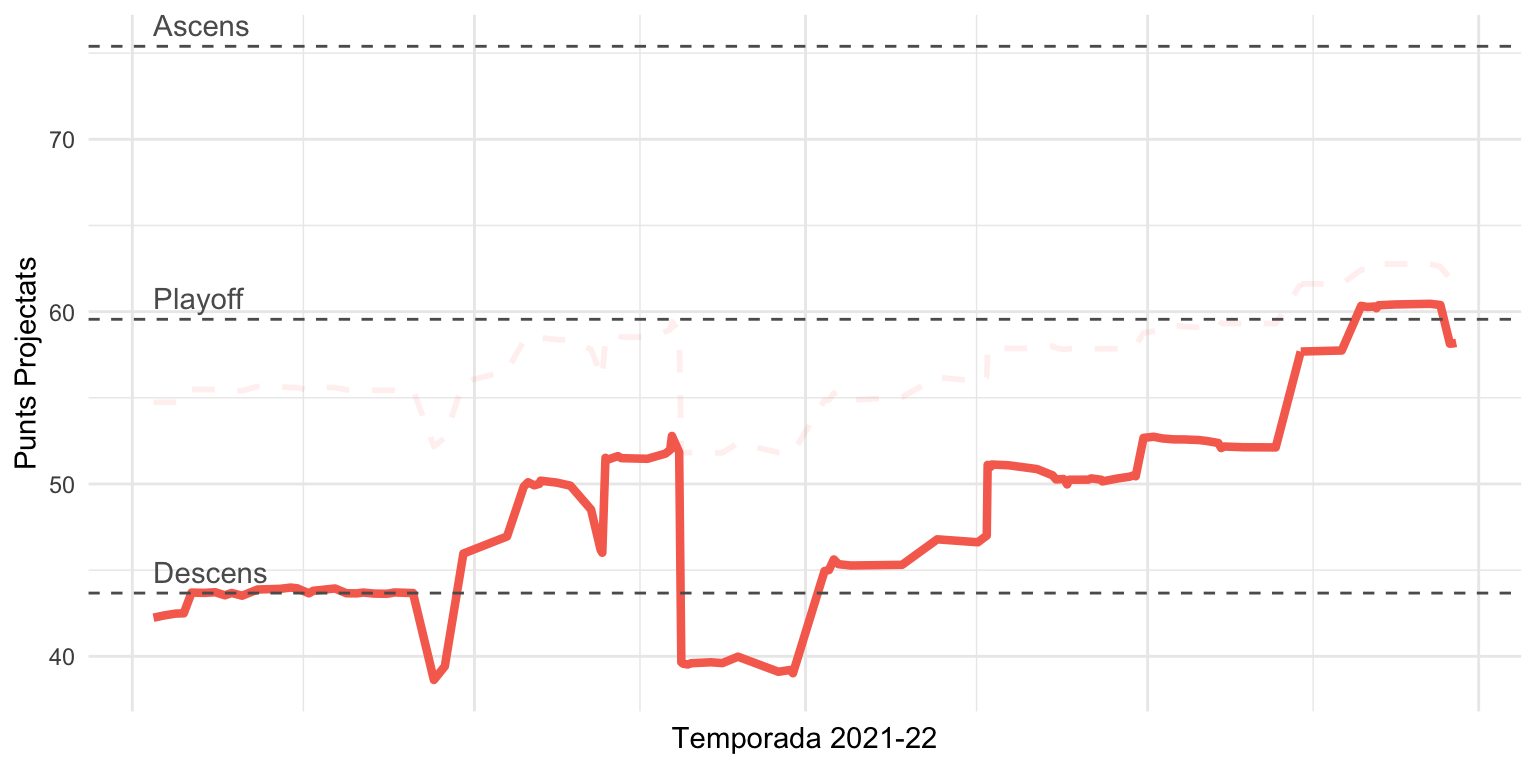 Ascens
70
Playoff
60
50
Descens
40
Punts Projectats
Temporada 2021-22